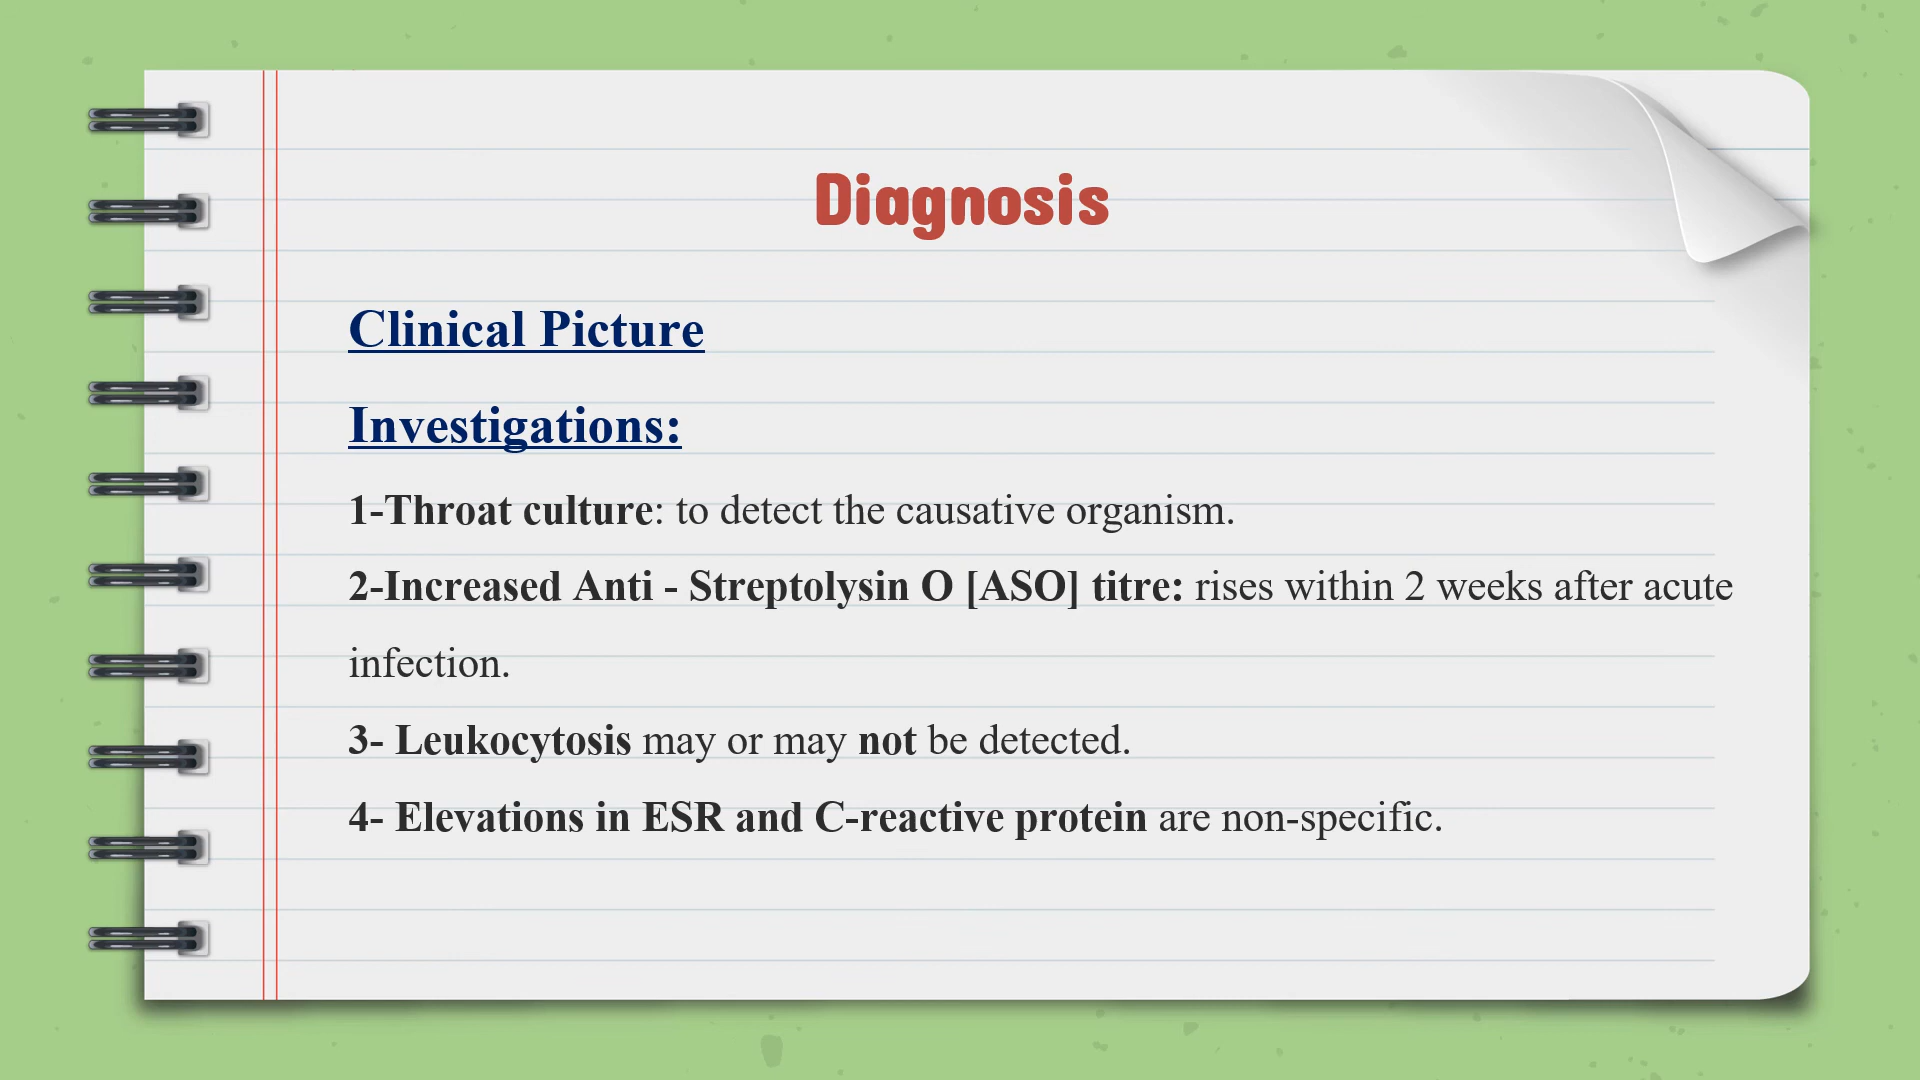 Diagnosis
Clinical Picture
Investigations:
1-Throat culture: to detect the causative organism.
2-Increased Anti - Streptolysin O [ASO] titre: rises within 2 weeks after acute
infection.
3- Leukocytosis may or may not be detected.
4- Elevations in ESR and C-reactive protein are non-specific.